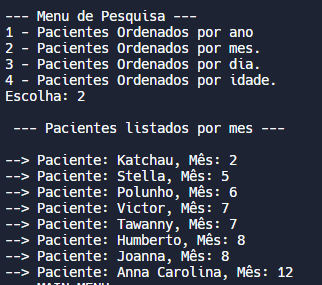 --- Menu de Pesquisa ---
1 - Pacientes Ordenados por ano
2 - Pacientes Ordenados por mes.
3 - Pacientes Ordenados por dia.
4 - Pacientes Ordenados por idade.
Escolha: 2
--- Pacientes listados por mes ---
--> Paciente: Katchau, Mês: 2
--> Paciente: Stella, Mês: 5
--> Paciente: Polunho, Mês: 6
--> Paciente: Victor, Mês: 7
--> Paciente: Tawanny, Mês: 7
--> Paciente: Humberto, Mês: 8
--> Paciente: Joanna, Mês: 8
--> Paciente: Anna Carolina, Mês: 12
MAIN MENU